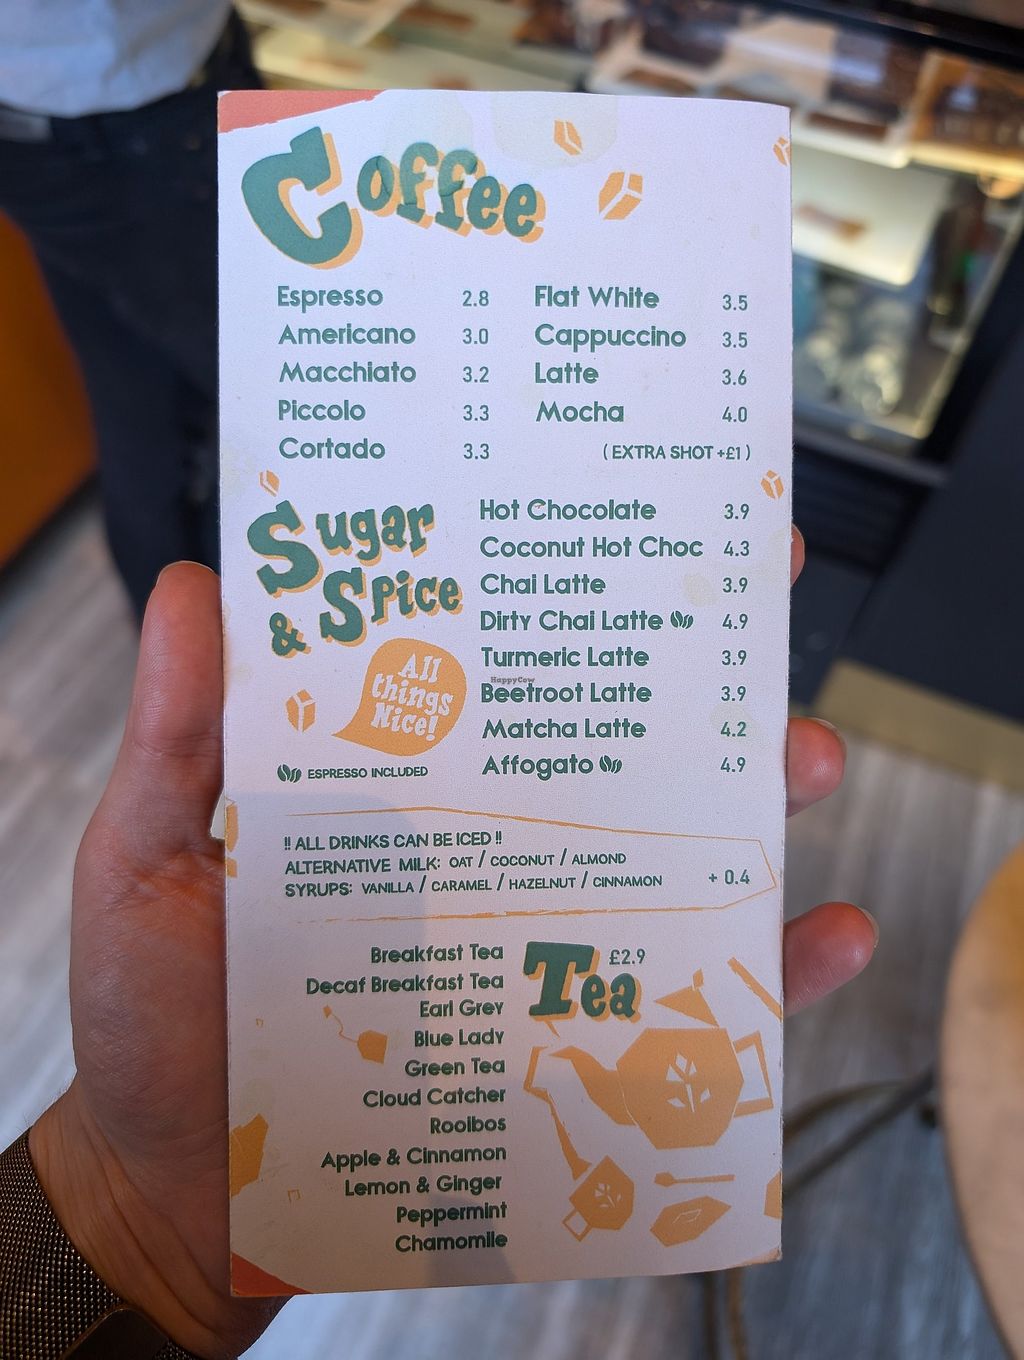 Coffee
Espresso 2.8
Americano 3.0
Macchiato 3.2
Piccolo 3.3
Cortado 3.3
Flat White 3.5
Cappuccino 3.5
Latte 3.6
Mocha 4.0
( EXTRA SHOT +£1 )
Sugar
& Spice
All
things
Nice!
ESPRESSO INCLUDED
Hot Chocolate 3.9
Coconut Hot Choc 4.3
Chai Latte 3.9
Dirty Chai Latte 4.9
Turmeric Latte 3.9
HappyCow
Beetroot Latte 3.9
Matcha Latte 4.2
Affogato 4.9
!! ALL DRINKS CAN BE ICED !!
ALTERNATIVE MILK: OAT / COCONUT / ALMOND
SYRUPS: VANILLA / CARAMEL / HAZELNUT / CINNAMON + 0.4
Tea £2.9
Breakfast Tea
Decaf Breakfast Tea
Earl Grey
Blue Lady
Green Tea
Cloud Catcher
Rooibos
Apple & Cinnamon
Lemon & Ginger
Peppermint
Chamomile